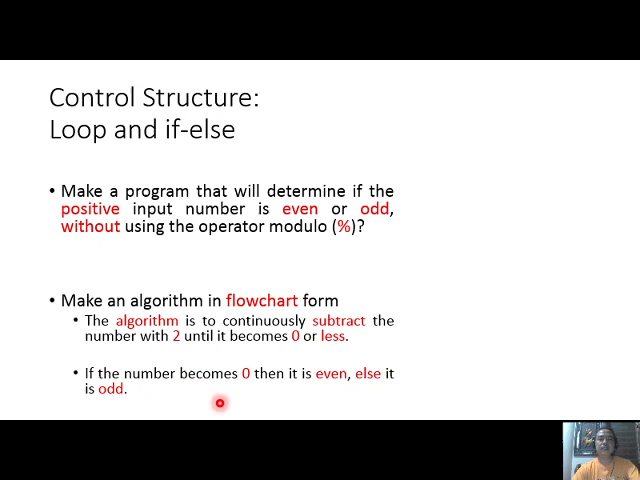 Control Structure:
Loop and if-else
• Make a program that will determine if the
positive input number is even or odd,
without using the operator modulo (%)?
• Make an algorithm in flowchart form
• The algorithm is to continuously subtract the
number with 2 until it becomes 0 or less.
• If the number becomes 0 then it is even, else it
is odd.